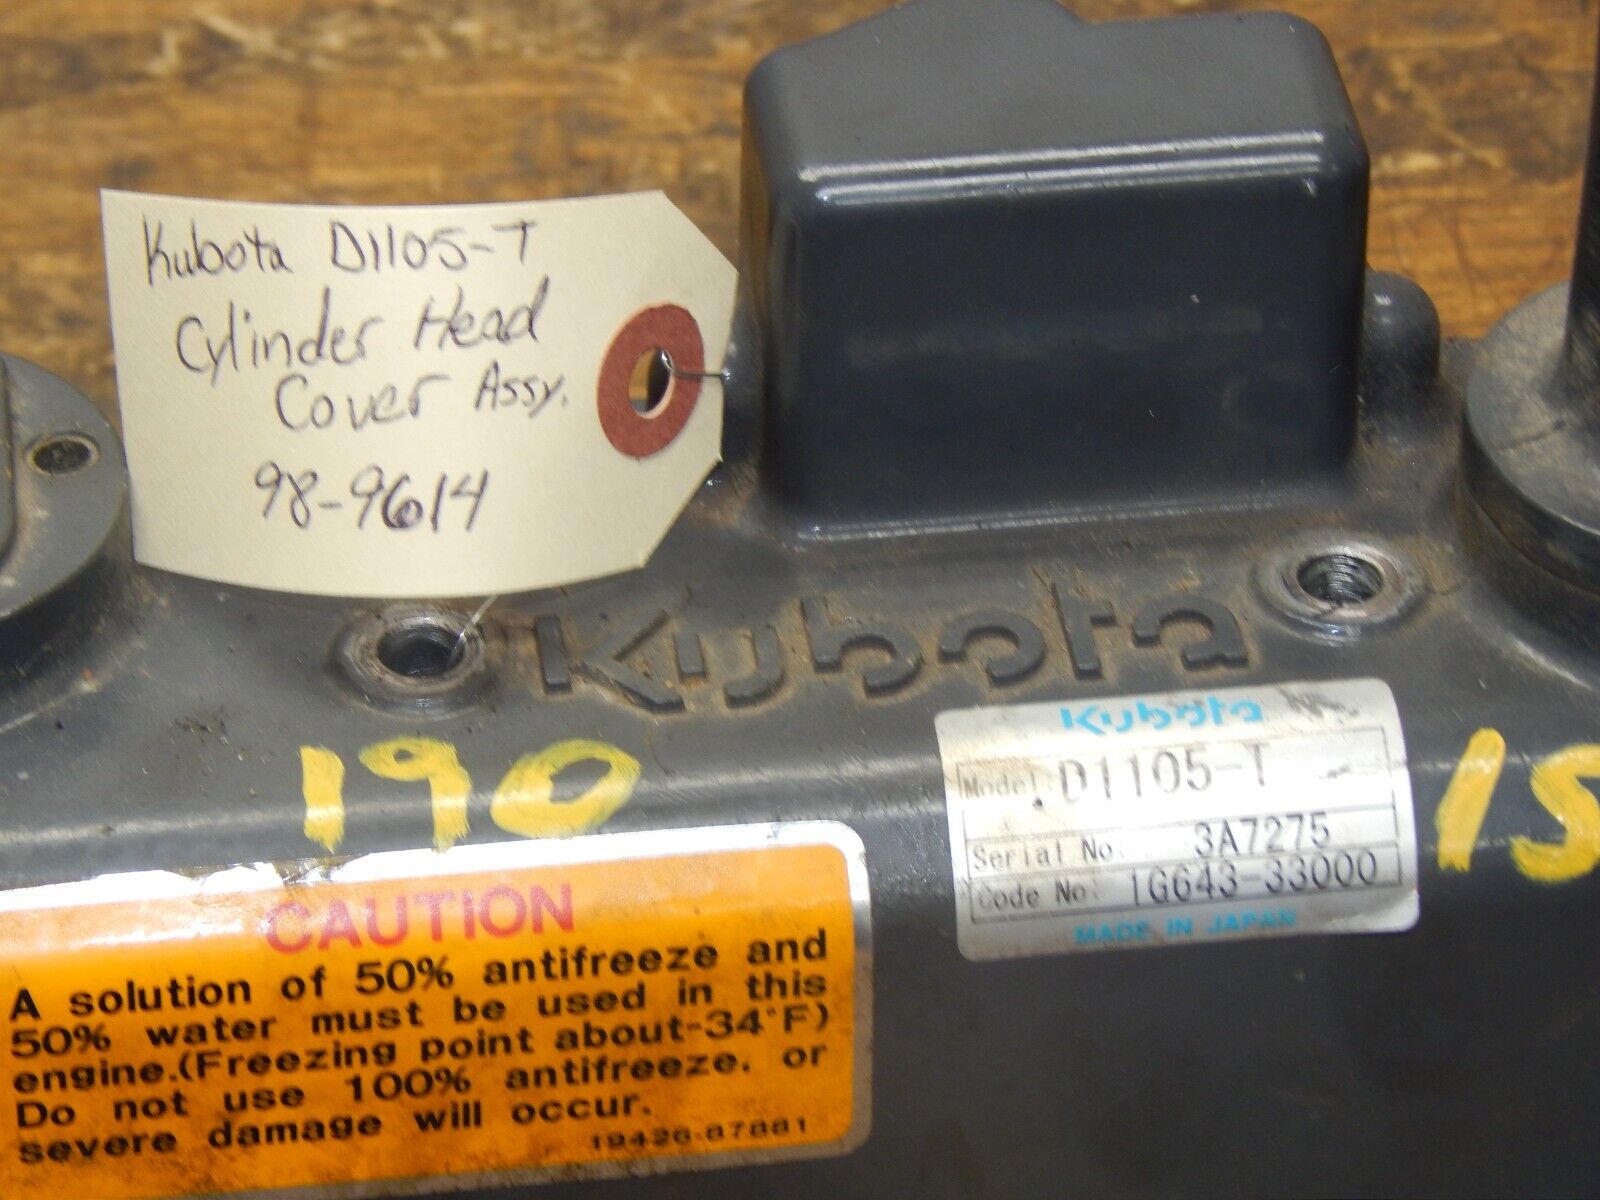 Kubota D1105-T
Cylinder Head
Cover Assy.
98-9614
Kubota
190
Kubota
Model D1105-T
Serial No. 3A7275
Code No. 1G643-33000
MADE IN JAPAN
15
CAUTION
A solution of 50% antifreeze and
50% water must be used in this
engine.(Freezing point about-34°F)
Do not use 100% antifreeze. or
severe damage will occur.
19426-87881